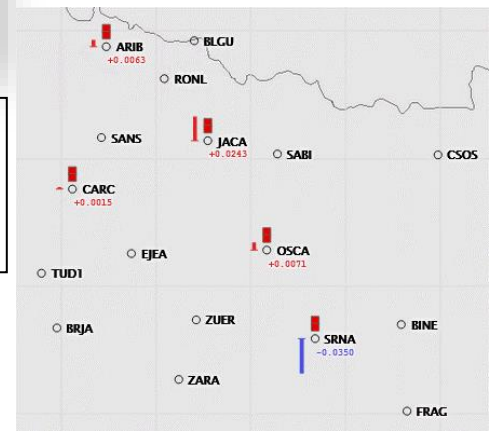 ARIB
+0.0063
BLGU
RONL
SANS
JACA
+0.0243
SABI
CSOS
CARC
+0.0015
EJEA
OSCA
+0.0071
TUD1
BRJA
ZUER
SRNA
-0.0350
BINE
ZARA
FRAG